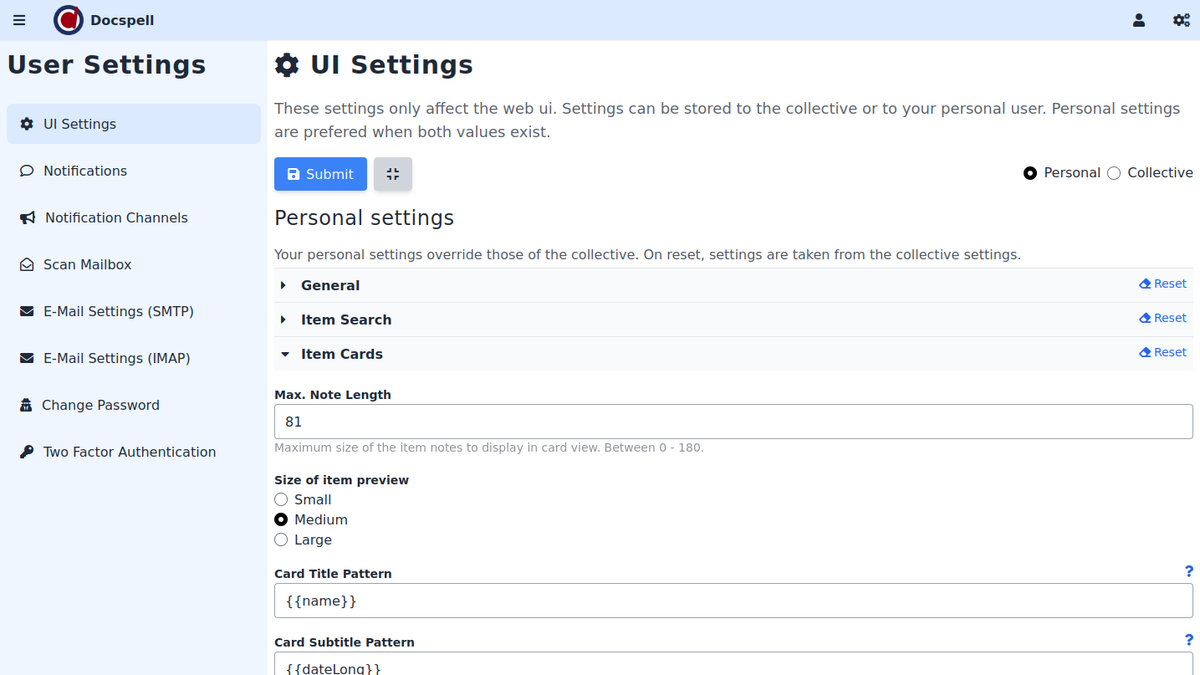 Docspell
User Settings
UI Settings
Notifications
Notification Channels
Scan Mailbox
E-Mail Settings (SMTP)
E-Mail Settings (IMAP)
Change Password
Two Factor Authentication
UI Settings
These settings only affect the web ui. Settings can be stored to the collective or to your personal user. Personal settings
are prefered when both values exist.
Submit
Personal Collective
Personal settings
Your personal settings override those of the collective. On reset, settings are taken from the collective settings.
General Reset
Item Search Reset
Item Cards Reset
Max. Note Length
81
Maximum size of the item notes to display in card view. Between 0 - 180.
Size of item preview
Small
Medium
Large
Card Title Pattern ?
{{name}}
Card Subtitle Pattern ?
{{dateLong}}